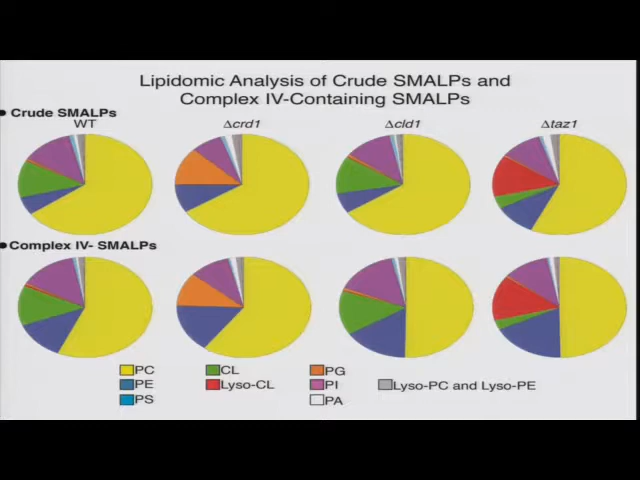 Lipidomic Analysis of Crude SMALPs and
Complex IV-Containing SMALPs
Crude SMALPs
WT Δcrd1 Δcld1 Δtaz1
Complex IV- SMALPs
PC CL PG
PE Lyso-CL PI Lyso-PC and Lyso-PE
PS PA